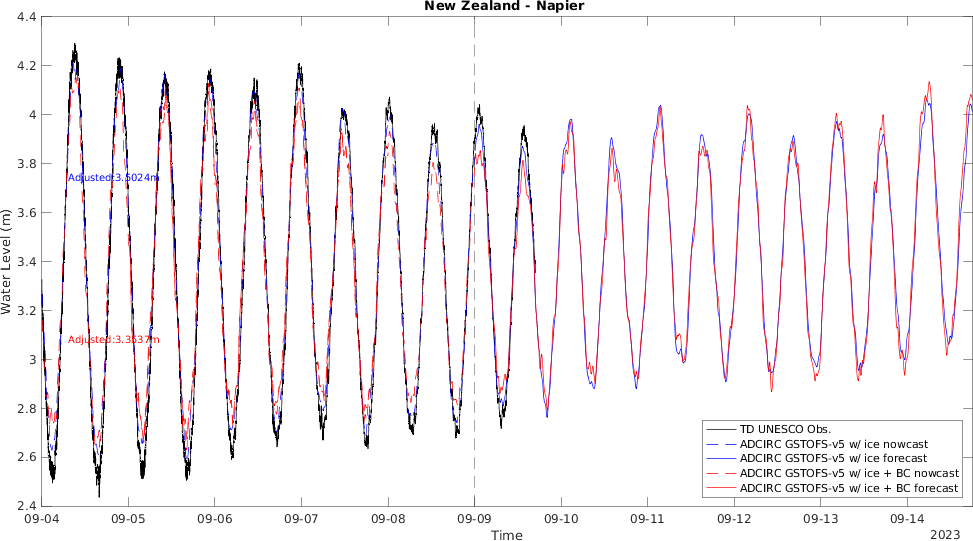 New Zealand - Napier
4.4
4.2
4
3.8
3.6
3.4
3.2
3
2.8
2.6
2.4
Water Level (m)
Adjusted:3.5024m
Adjusted:3.3537m
TD UNESCO Obs.
ADCIRC GSTOFS-v5 w/ ice nowcast
ADCIRC GSTOFS-v5 w/ ice forecast
ADCIRC GSTOFS-v5 w/ ice + BC nowcast
ADCIRC GSTOFS-v5 w/ ice + BC forecast
09-04 09-05 09-06 09-07 09-08 09-09 09-10 09-11 09-12 09-13 09-14
Time
2023